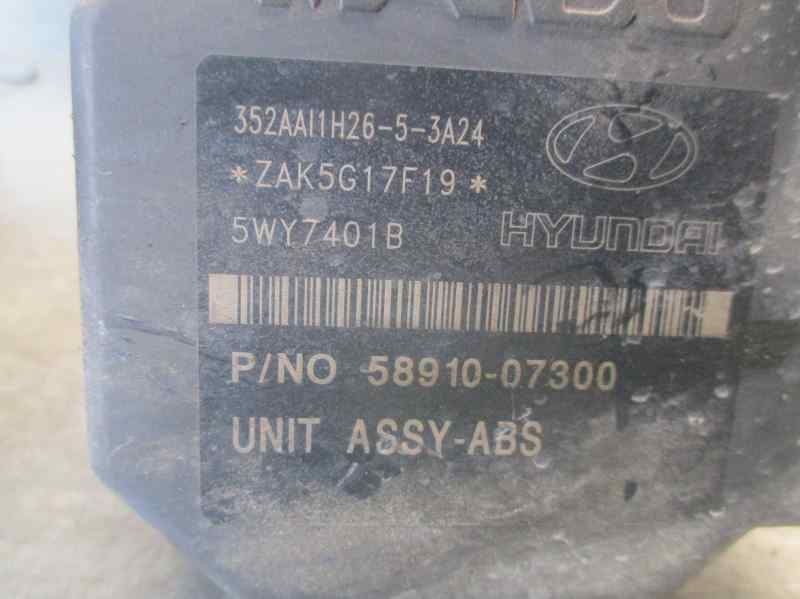 352AAI1H26-5-3A24
*ZAK5G17F19*
5WY7401B
HYUNDAI
P/NO 58910-07300
UNIT ASSY-ABS